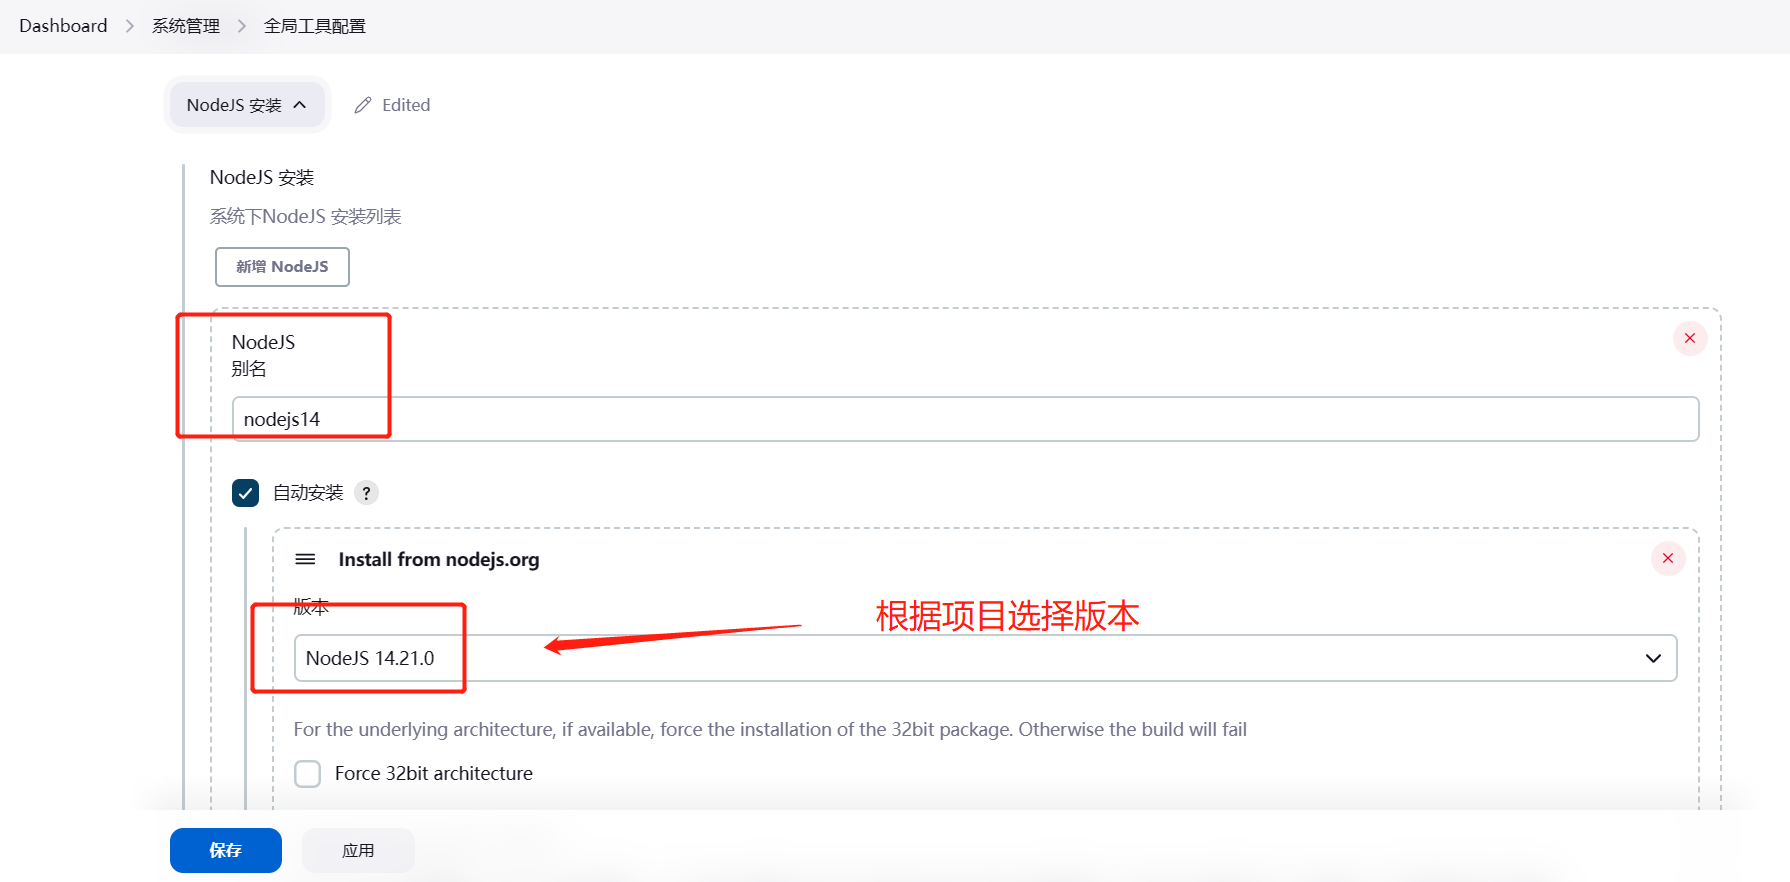 Dashboard 系统管理 全局工具配置
NodeJS 安装 Edited
NodeJS 安装
系统下NodeJS 安装列表
新增 NodeJS
NodeJS
别名
nodejs14
自动安装 ?
Install from nodejs.org
版本
根据项目选择版本
NodeJS 14.21.0
For the underlying architecture, if available, force the installation of the 32bit package. Otherwise the build will fail
Force 32bit architecture
保存 应用